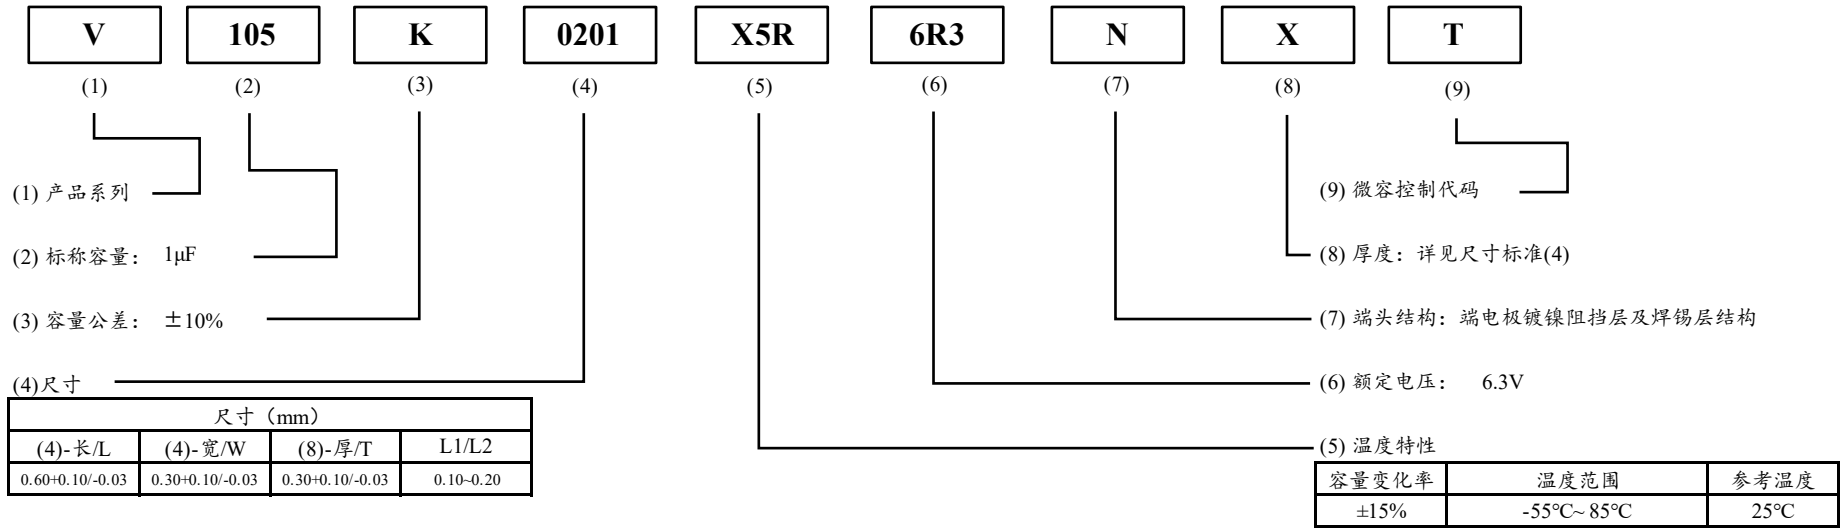 V 105 K 0201 X5R 6R3 N X T
(1) (2) (3) (4) (5) (6) (7) (8) (9)
(1) 产品系列
(2) 标称容量： 1μF
(3) 容量公差： ±10%
(4)尺寸
尺寸（mm）
(4)-长/L (4)-宽/W (8)-厚/T L1/L2
0.60+0.10/-0.03 0.30+0.10/-0.03 0.30+0.10/-0.03 0.10~0.20
(9) 微容控制代码
(8) 厚度：详见尺寸标准(4)
(7) 端头结构：端电极镀镍阻挡层及焊锡层结构
(6) 额定电压： 6.3V
(5) 温度特性
容量变化率 温度范围 参考温度
±15% -55℃~ 85℃ 25℃